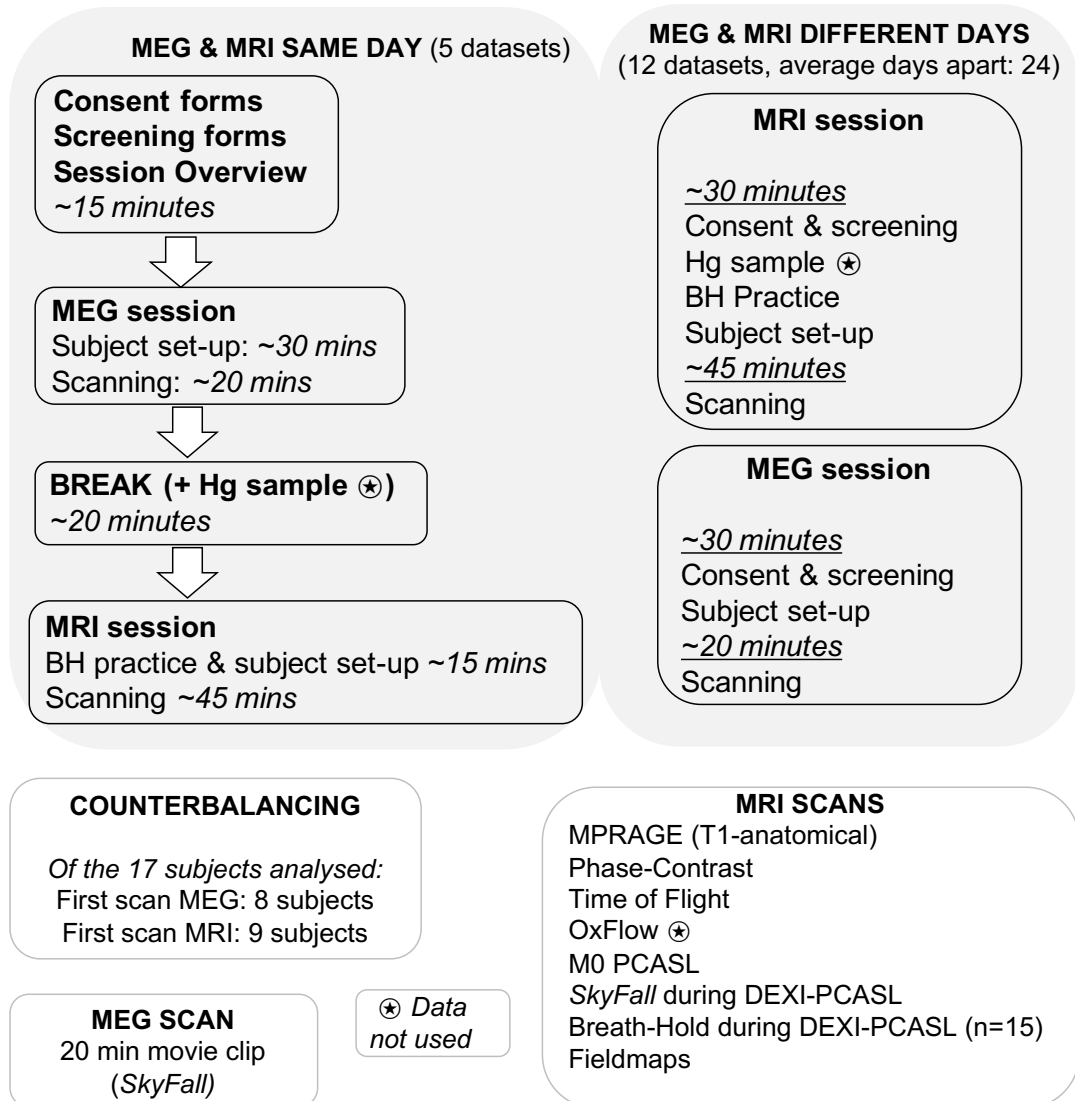 MEG & MRI SAME DAY (5 datasets)
Consent forms
Screening forms
Session Overview
~15 minutes
MEG session
Subject set-up: ~30 mins
Scanning: ~20 mins
BREAK (+ Hg sample ⍟)
~20 minutes
MRI session
BH practice & subject set-up ~15 mins
Scanning ~45 mins
MEG & MRI DIFFERENT DAYS
(12 datasets, average days apart: 24)
MRI session
~30 minutes
Consent & screening
Hg sample ⍟
BH Practice
Subject set-up
~45 minutes
Scanning
MEG session
~30 minutes
Consent & screening
Subject set-up
~20 minutes
Scanning
COUNTERBALANCING
Of the 17 subjects analysed:
First scan MEG: 8 subjects
First scan MRI: 9 subjects
MEG SCAN
20 min movie clip
(SkyFall)
⍟ Data
not used
MRI SCANS
MPRAGE (T1-anatomical)
Phase-Contrast
Time of Flight
OxFlow ⍟
M0 PCASL
SkyFall during DEXI-PCASL
Breath-Hold during DEXI-PCASL (n=15)
Fieldmaps